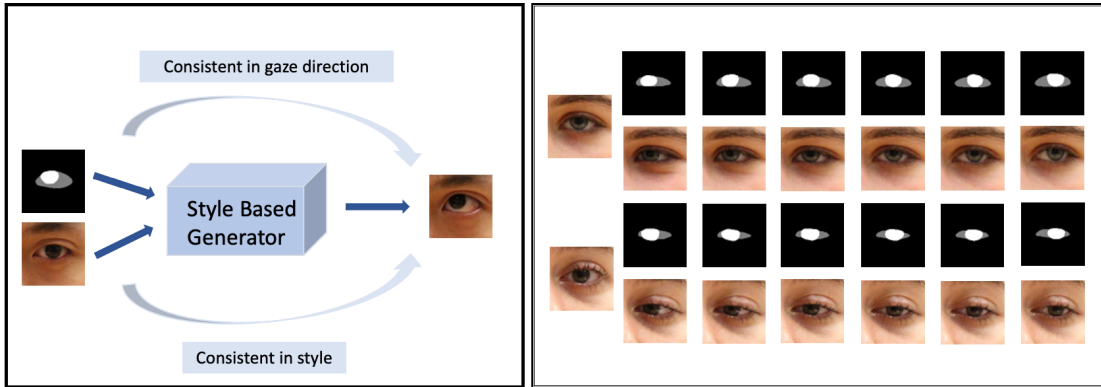 Consistent in gaze direction
Style Based
Generator
Consistent in style